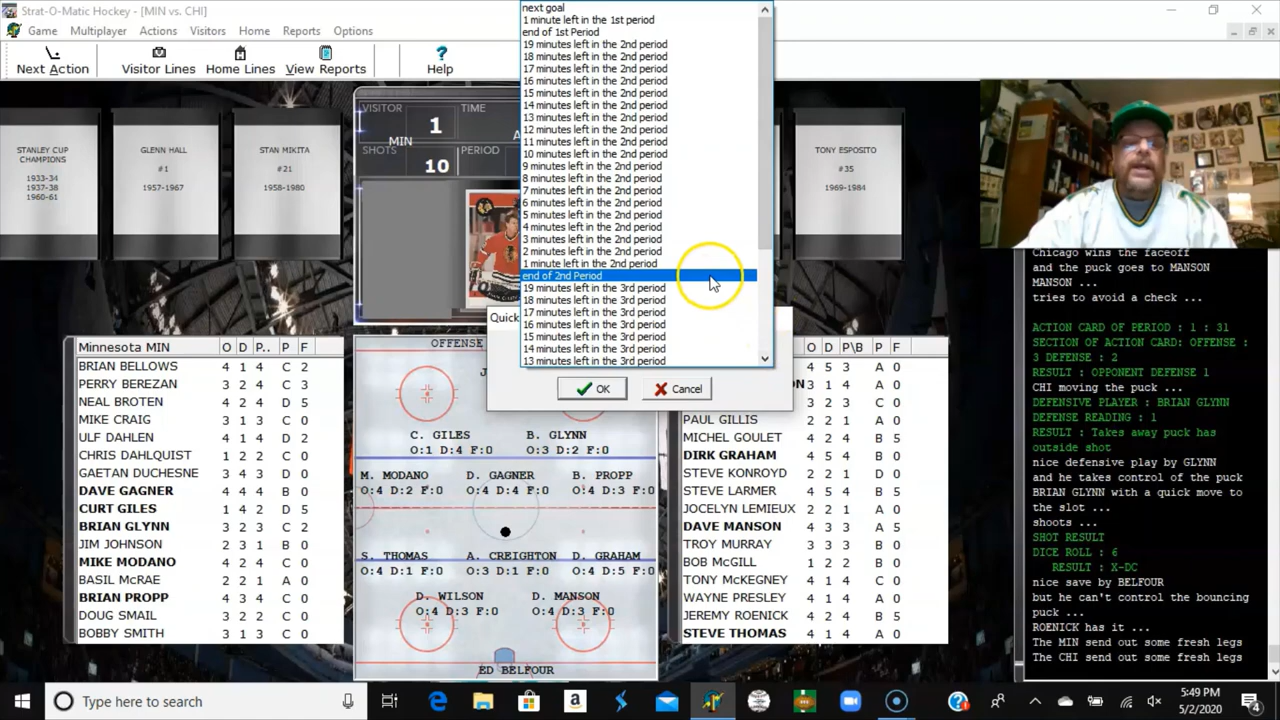 Strat-O-Matic Hockey - [MIN vs. CHI]
Game Multiplayer Actions Visitors Home Reports Options
Next Action Visitor Lines Home Lines View Reports Help
STANLEY CUP
CHAMPIONS
1933-34
1937-38
1960-61
GLENN HALL
#1
1957-1967
STAN MIKITA
#21
1958-1980
VISITOR TIME
MIN 1
SHOTS 10 PERIOD
TONY ESPOSITO
#35
1969-1984
next goal
1 minute left in the 1st period
end of 1st Period
19 minutes left in the 2nd period
18 minutes left in the 2nd period
17 minutes left in the 2nd period
16 minutes left in the 2nd period
15 minutes left in the 2nd period
14 minutes left in the 2nd period
13 minutes left in the 2nd period
12 minutes left in the 2nd period
11 minutes left in the 2nd period
10 minutes left in the 2nd period
9 minutes left in the 2nd period
8 minutes left in the 2nd period
7 minutes left in the 2nd period
6 minutes left in the 2nd period
5 minutes left in the 2nd period
4 minutes left in the 2nd period
3 minutes left in the 2nd period
2 minutes left in the 2nd period
1 minute left in the 2nd period
end of 2nd Period
19 minutes left in the 3rd period
18 minutes left in the 3rd period
17 minutes left in the 3rd period
16 minutes left in the 3rd period
15 minutes left in the 3rd period
14 minutes left in the 3rd period
13 minutes left in the 3rd period
Quick
OK Cancel
Minnesota MIN O D P.. P F
BRIAN BELLOWS 4 1 4 C 2
PERRY BEREZAN 3 4 2 C 3
NEAL BROTEN 4 2 4 D 5
MIKE CRAIG 3 1 3 C 0
ULF DAHLEN 4 1 4 D 2
CHRIS DAHLQUIST 1 2 2 C 0
GAETAN DUCHESNE 3 4 3 D 0
DAVE GAGNER 4 4 4 B 0
CURT GILES 1 4 2 D 5
BRIAN GLYNN 3 2 3 C 2
JIM JOHNSON 2 3 1 B 0
MIKE MODANO 4 2 4 C 0
BASIL McRAE 2 2 1 A 0
BRIAN PROPP 4 3 4 C 0
DOUG SMAIL 3 4 1 C 0
BOBBY SMITH 3 1 3 C 0
OFFENSE
C. GILES B. GLYNN
O:1 D:4 F:0 O:3 D:2 F:0
M. MODANO D. GAGNER B. PROPP
O:4 D:2 F:0 O:4 D:4 F:0 O:4 D:3 F:0
S. THOMAS A. CREIGHTON D. GRAHAM
O:4 D:1 F:0 O:3 D:1 F:0 O:4 D:5 F:0
D. WILSON D. MANSON
O:4 D:3 F:0 O:4 D:3 F:0
ED BELFOUR
O D P\B P F
4 5 3 A 0
3 1 4 C 0
PAUL GILLIS 2 2 1 A 0
MICHEL GOULET 4 2 4 B 5
DIRK GRAHAM 4 5 4 B F
STEVE KONROYD 2 2 1 D 0
STEVE LARMER 4 5 4 B 5
JOCELYN LEMIEUX 2 2 1 A 0
DAVE MANSON 4 3 3 A 5
TROY MURRAY 3 3 3 B 0
BOB McGILL 1 2 2 B 0
TONY McKEGNEY 2 1 4 C 0
WAYNE PRESLEY 4 1 4 A 0
JEREMY ROENICK 4 4 4 B 5
STEVE THOMAS 4 1 4 A 0
Chicago wins the faceoff
and the puck goes to MANSON
MANSON ...
tries to avoid a check ...
ACTION CARD OF PERIOD : 1 : 31
SECTION OF ACTION CARD: OFFENSE :
3 DEFENSE : 2
RESULT : OPPONENT DEFENSE 1
CHI moving the puck ...
DEFENSIVE PLAYER : BRIAN GLYNN
DEFENSE READING : 1
RESULT : Takes away puck has
outside shot
nice defensive play by GLYNN
and he takes control of the puck
BRIAN GLYNN with a quick move to
the slot ...
shoots ...
SHOT RESULT
DICE ROLL : 6
RESULT : X-DC
nice save by BELFOUR
but he can't control the bouncing
puck ...
ROENICK has it ...
The MIN send out some fresh legs
The CHI send out some fresh legs
Type here to search
5:49 PM
5/2/2020
4